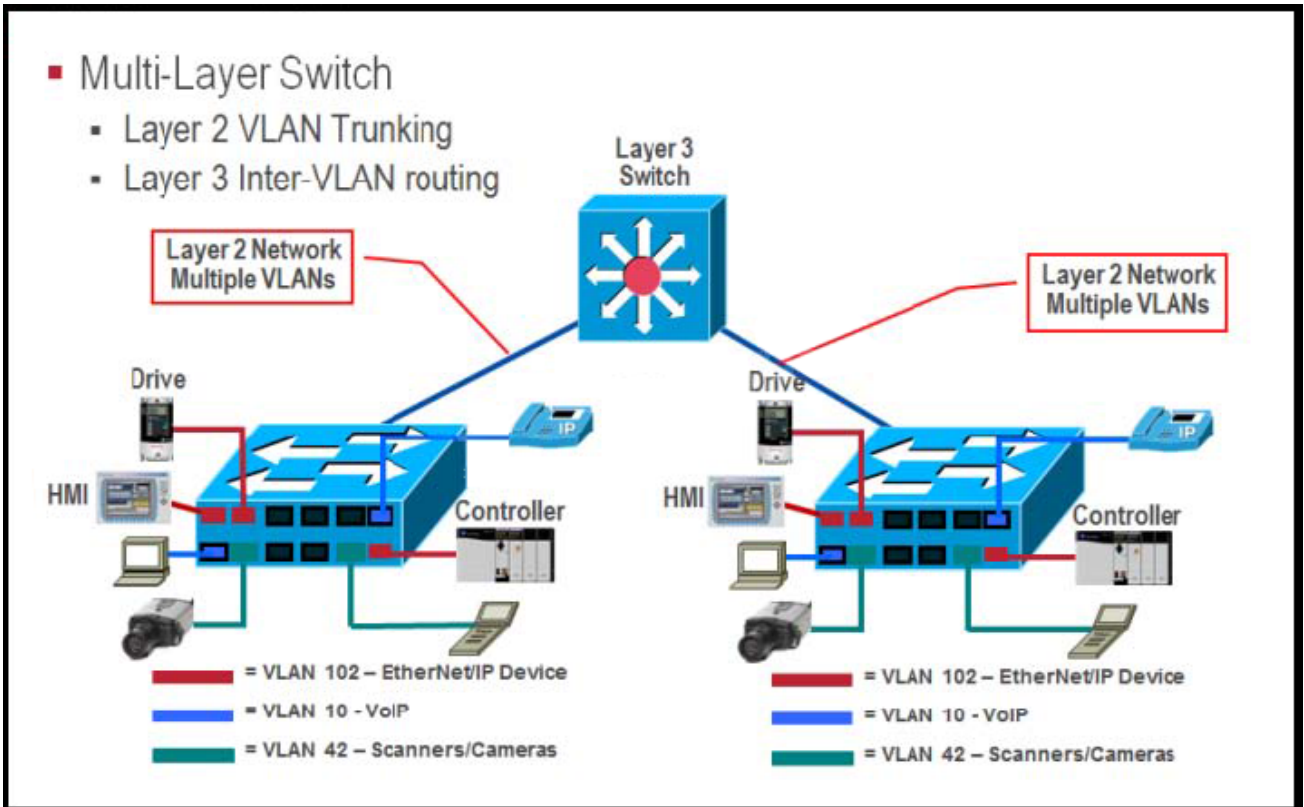 Multi-Layer Switch
Layer 2 VLAN Trunking
Layer 3 Inter-VLAN routing
Layer 3
Switch
Layer 2 Network
Multiple VLANs
Layer 2 Network
Multiple VLANs
Drive
IP
HMI
Controller
= VLAN 102 – EtherNet/IP Device
= VLAN 10 - VoIP
= VLAN 42 – Scanners/Cameras
Drive
IP
HMI
Controller
= VLAN 102 – EtherNet/IP Device
= VLAN 10 - VoIP
= VLAN 42 – Scanners/Cameras